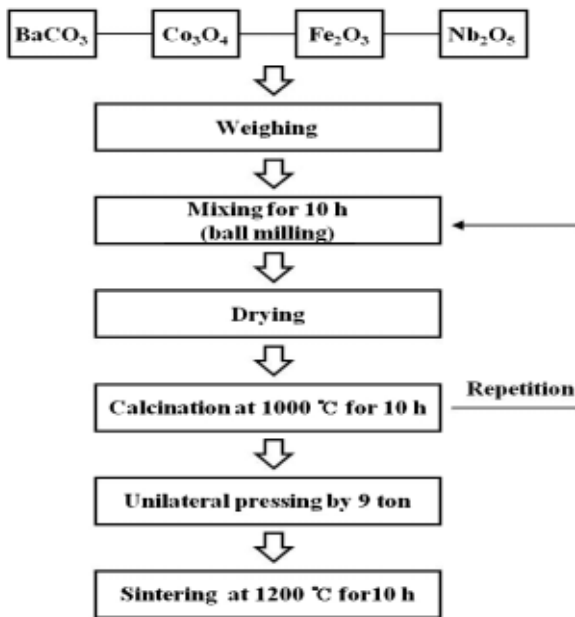 BaCO₃ Co₃O₄ Fe₂O₃ Nb₂O₅
Weighing
Mixing for 10 h
(ball milling)
Drying
Calcination at 1000 ℃ for 10 h
Repetition
Unilateral pressing by 9 ton
Sintering at 1200 ℃ for10 h